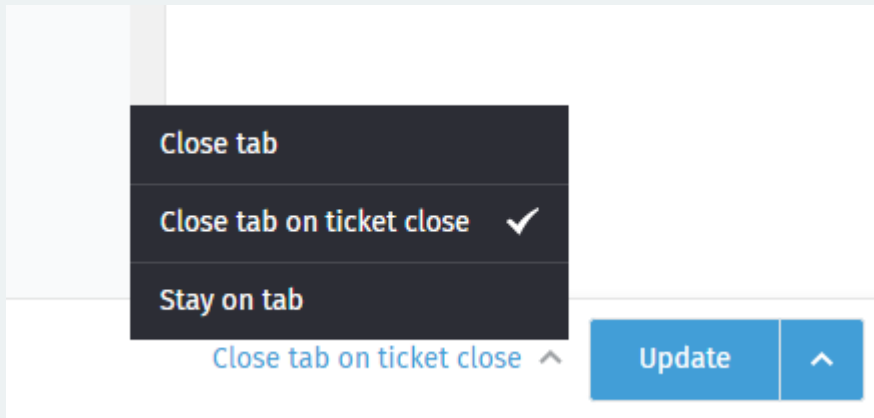 Close tab
Close tab on ticket close
Stay on tab
Close tab on ticket close
Update